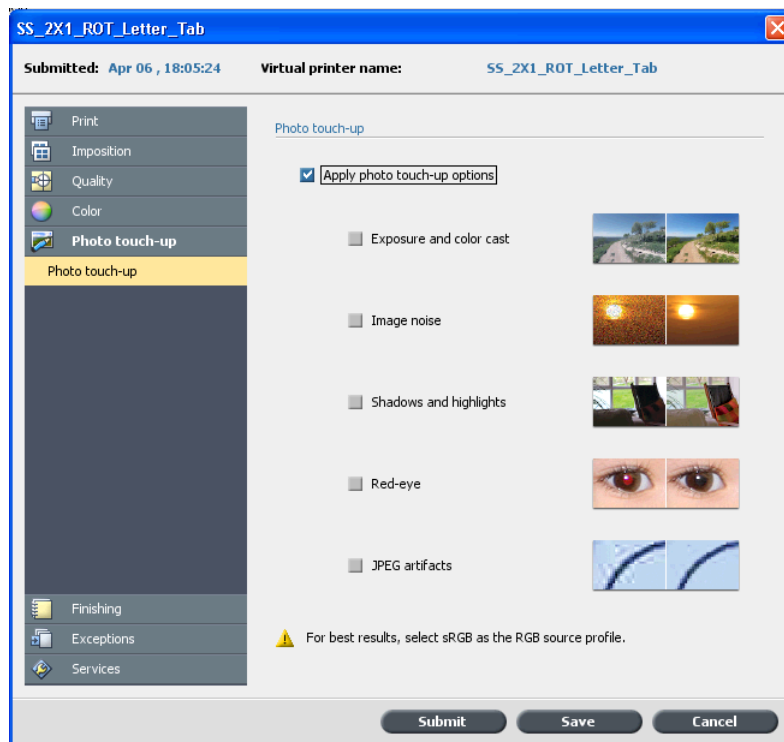 SS_2X1_ROT_Letter_Tab
Submitted: Apr 06 , 18:05:24 Virtual printer name: SS_2X1_ROT_Letter_Tab
Print
Imposition
Quality
Color
Photo touch-up
Photo touch-up
Finishing
Exceptions
Services
Photo touch-up
Apply photo touch-up options
Exposure and color cast
Image noise
Shadows and highlights
Red-eye
JPEG artifacts
For best results, select sRGB as the RGB source profile.
Submit Save Cancel